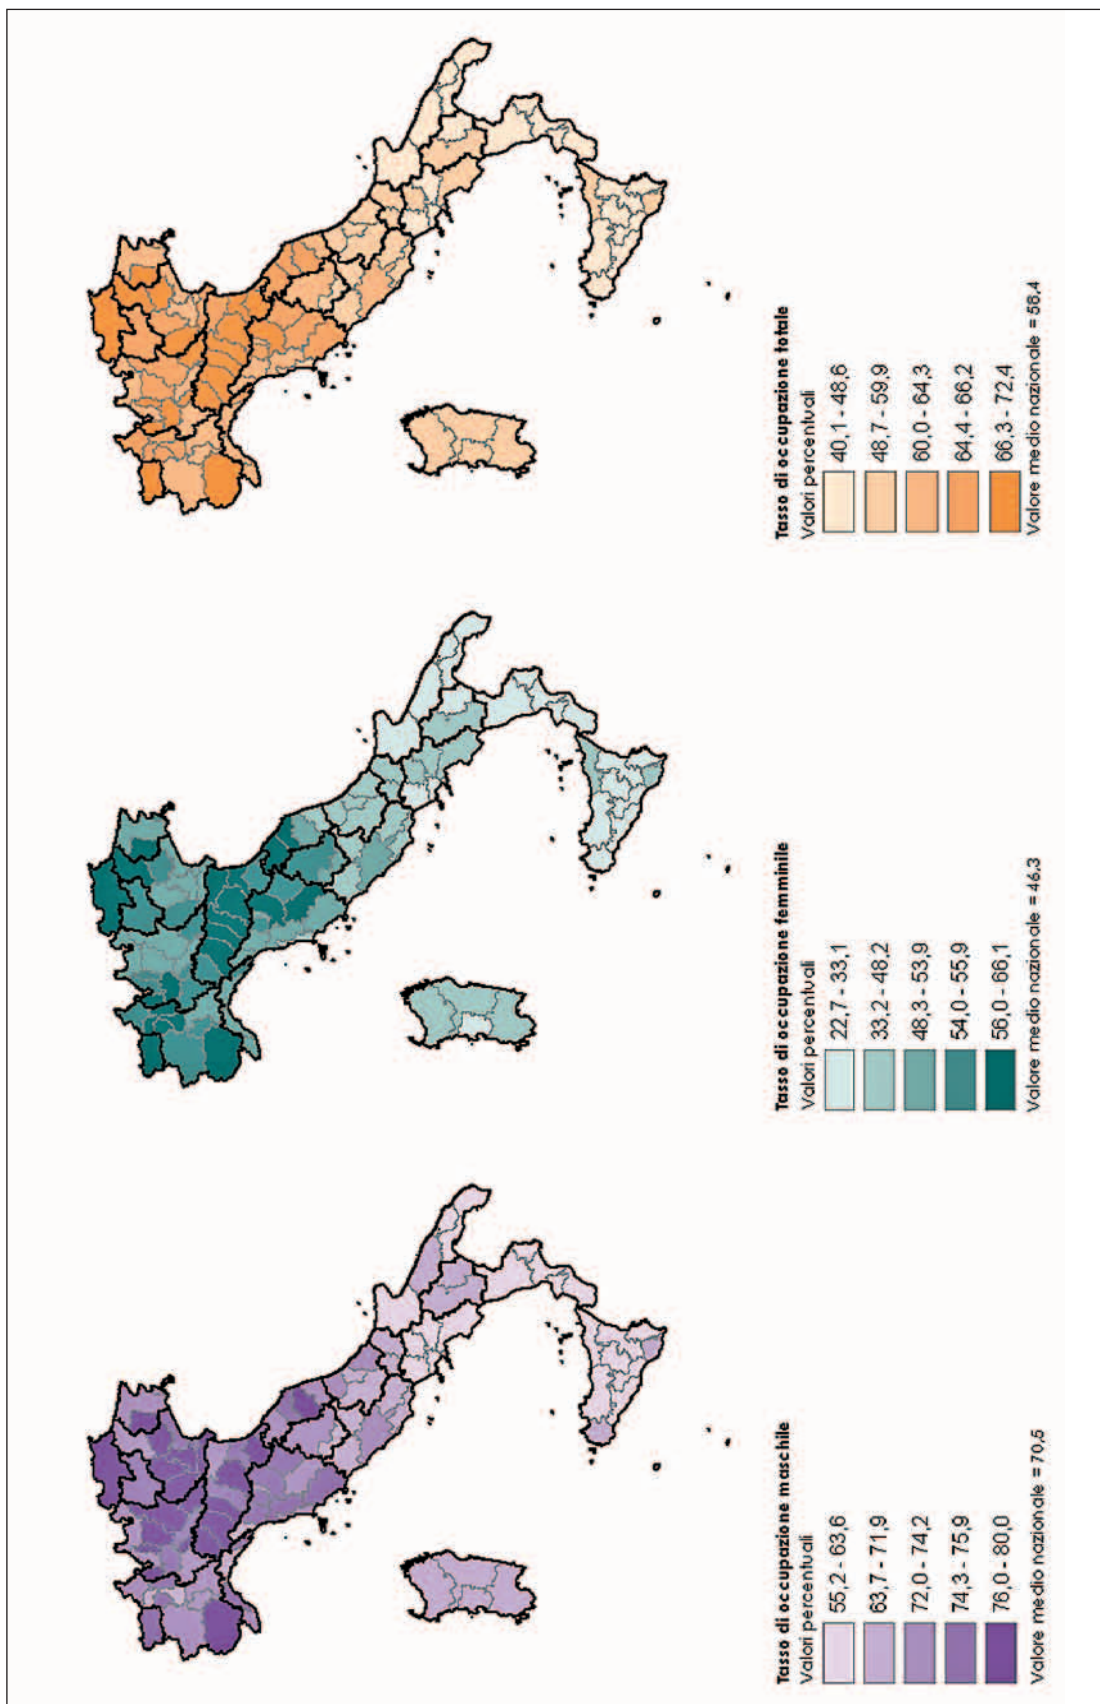 Tasso di occupazione maschile
Valori percentuali
55,2 - 63,6
63,7 - 71,9
72,0 - 74,2
74,3 - 75,9
76,0 - 80,0
Valore medio nazionale = 70,5
Tasso di occupazione femminile
Valori percentuali
22,7 - 33,1
33,2 - 48,2
48,3 - 53,9
54,0 - 55,9
56,0 - 66,1
Valore medio nazionale = 46,3
Tasso di occupazione totale
Valori percentuali
40,1 - 48,6
48,7 - 59,9
60,0 - 64,3
64,4 - 66,2
66,3 - 72,4
Valore medio nazionale = 58,4